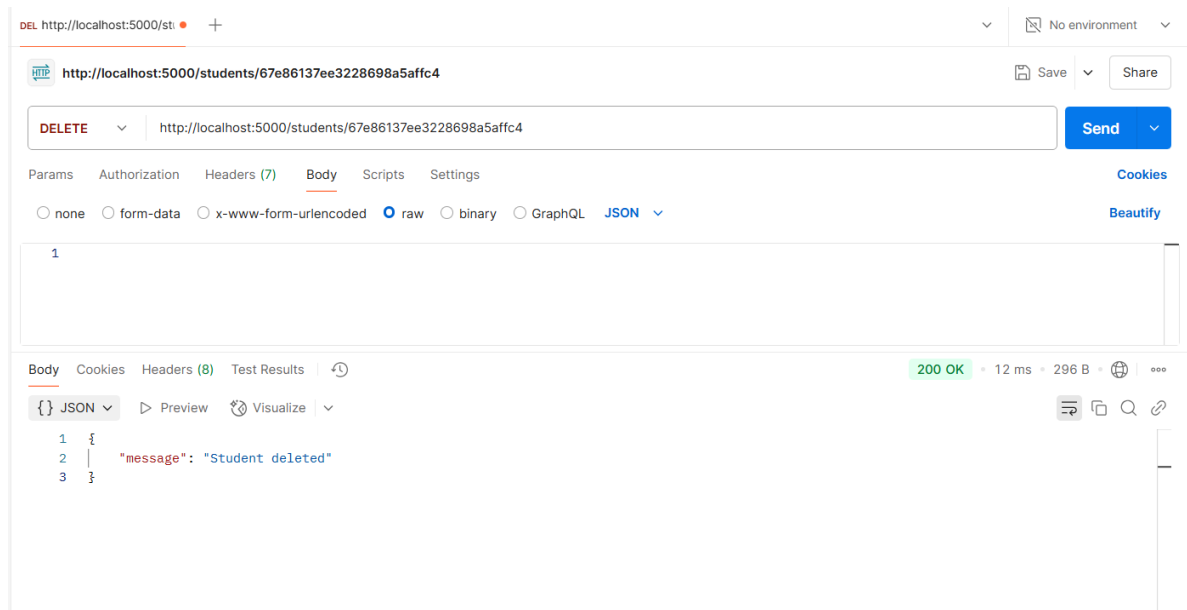 DEL http://localhost:5000/stu
No environment
HTTP http://localhost:5000/students/67e86137ee3228698a5affc4
Save Share
DELETE http://localhost:5000/students/67e86137ee3228698a5affc4 Send
Params Authorization Headers (7) Body Scripts Settings Cookies
none form-data x-www-form-urlencoded raw binary GraphQL JSON Beautify
1
Body Cookies Headers (8) Test Results 200 OK 12 ms 296 B
{} JSON Preview Visualize
1 {
2 "message": "Student deleted"
3 }